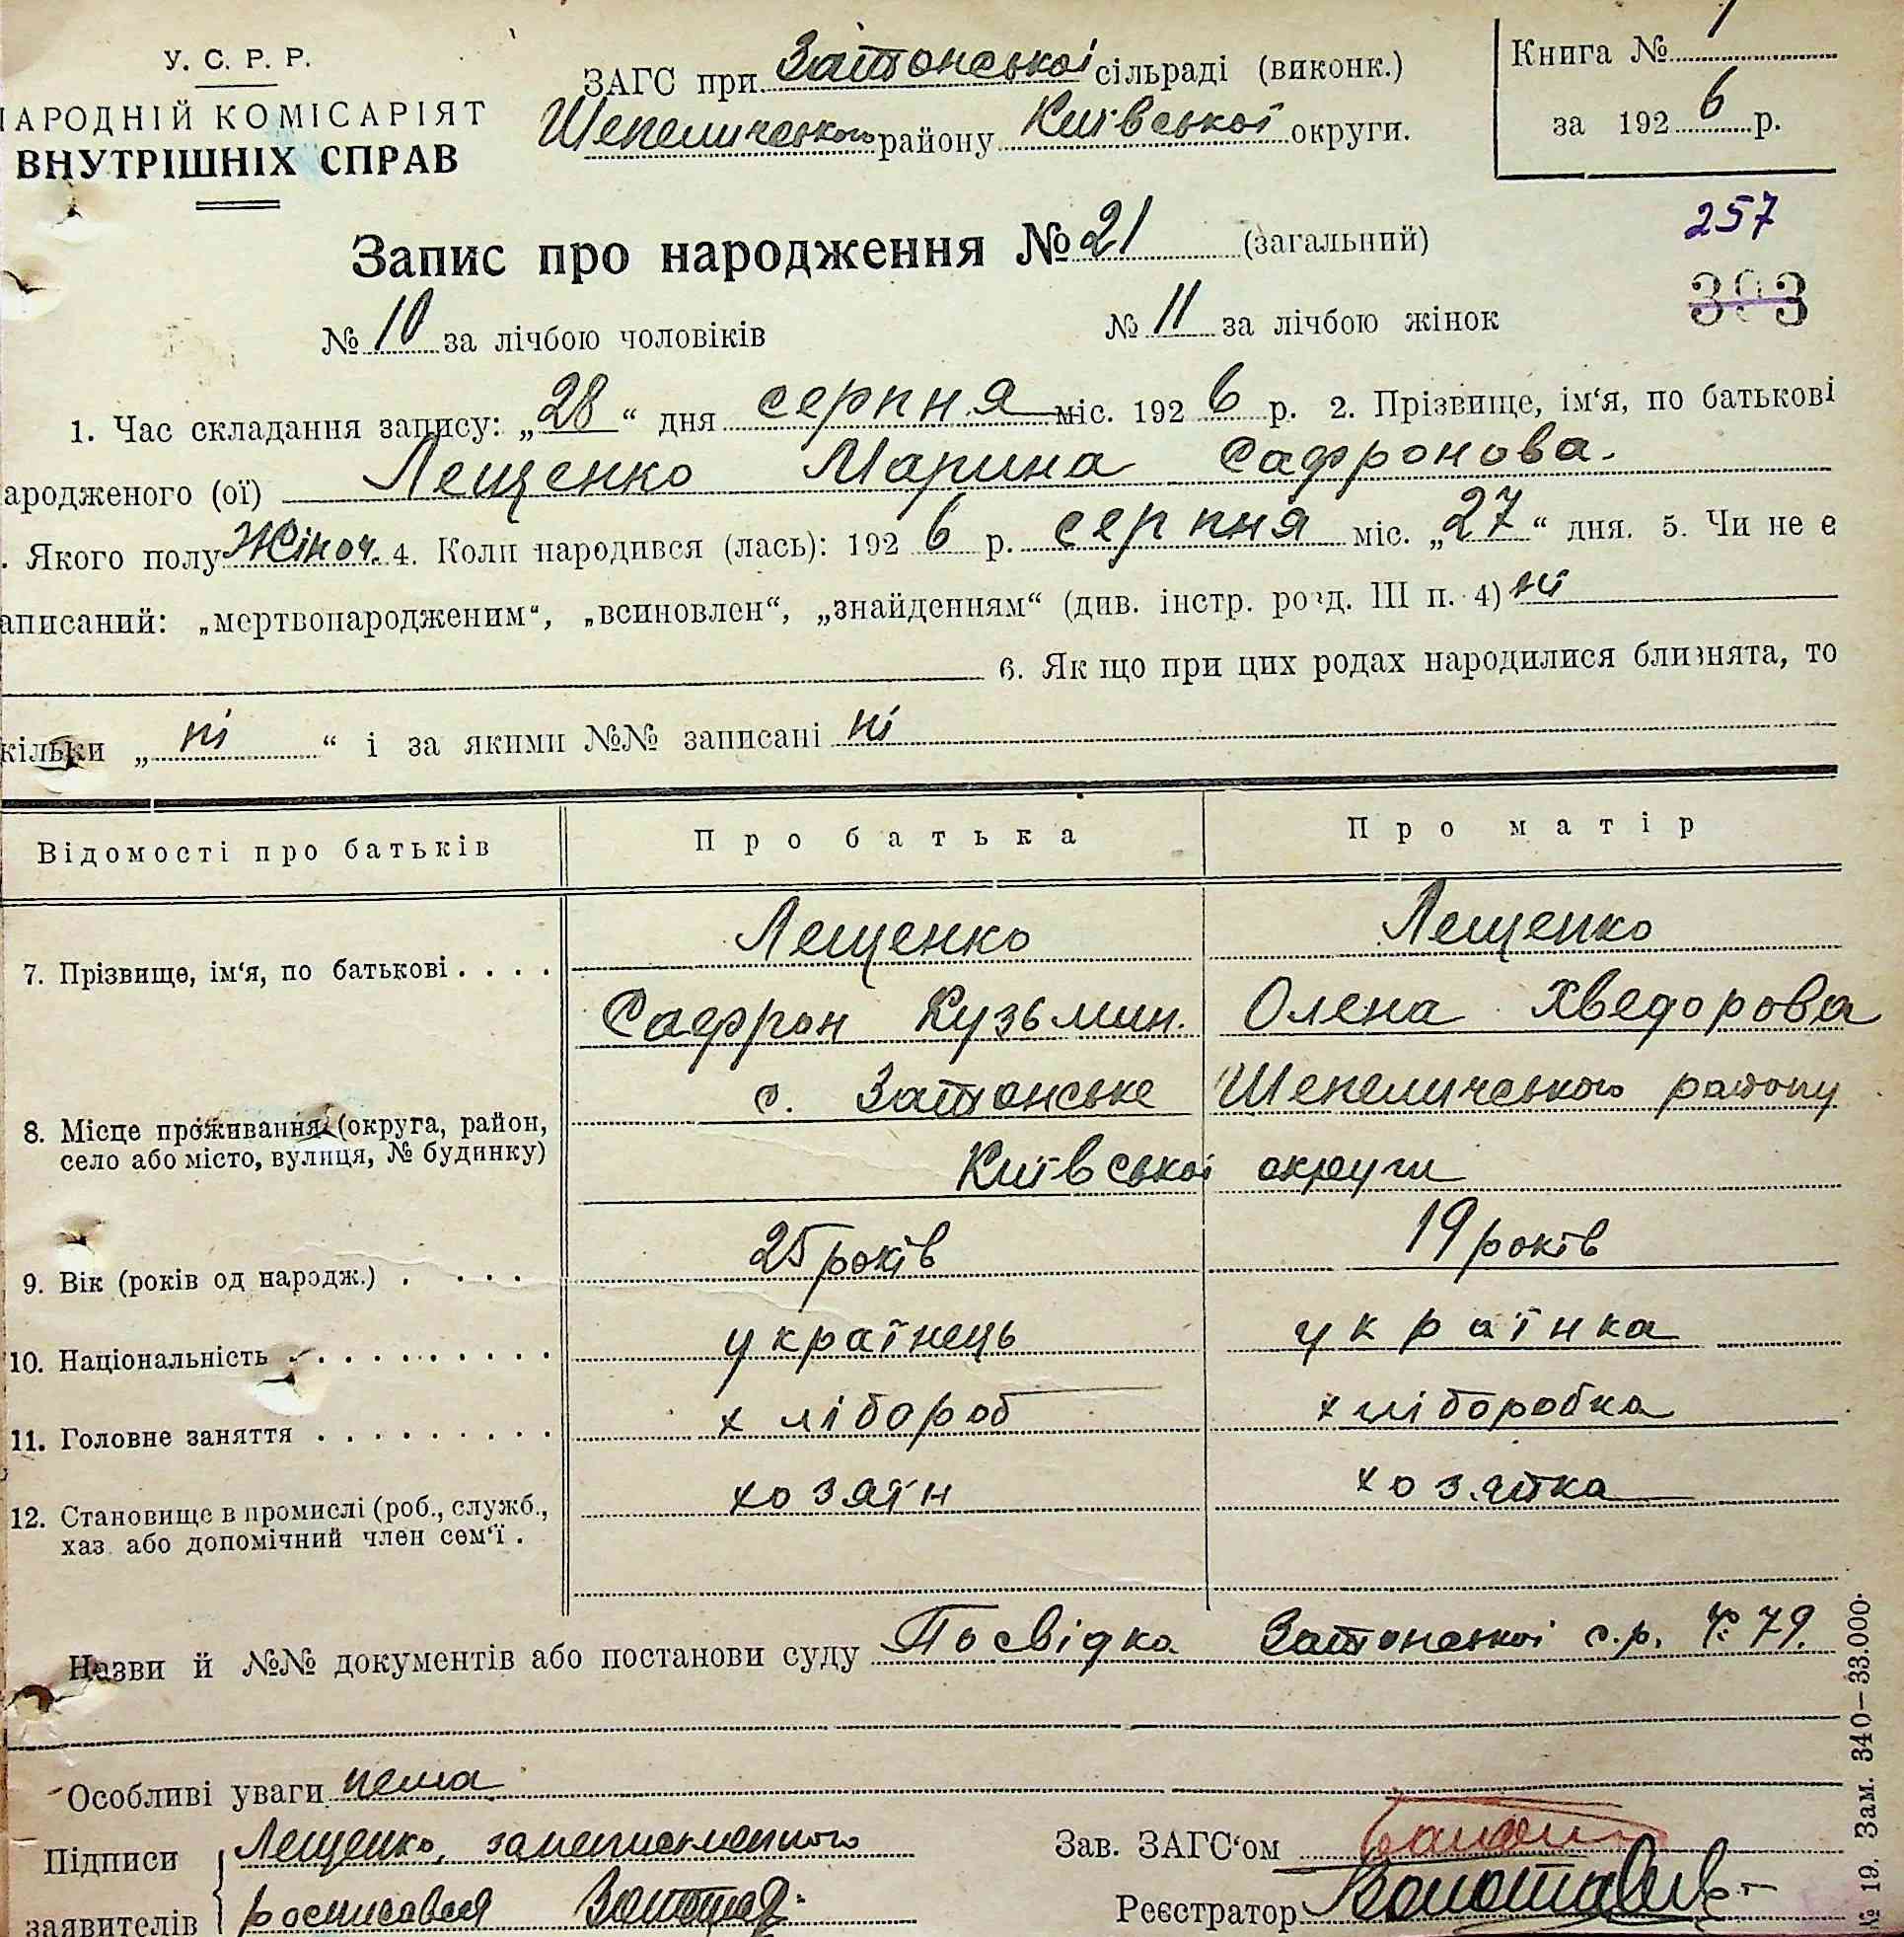 У. С. Р. Р.
НАРОДНІЙ КОМІСАРІЯТ
ВНУТРІШНІХ СПРАВ
ЗАГС при Затонської сільраді (виконк.)
Шепеличеського району Київської округи.
Книга № 1
за 1926 р.
257
Запис про народження № 21 (загальний)
393
№ 10 за лічбою чоловіків № 11 за лічбою жінок
1. Час складання запису: „28“ дня серпня міс. 1926 р. 2. Прізвище, ім‘я, по батькові
ародженого (ої) Лещенко Марина Сафронова.
. Якого полу Жіноч. 4. Коли народився (лась): 1926 р. серпня міс. „27“ дня. 5. Чи не є
аписаний: „мертвонародженим“, „всиновлен“, „знайденням“ (див. інстр. розд. III п. 4) ні
6. Як що при цих родах народилися близнята, то
кільки „ ні “ і за якими №№ записані ні
Відомості про батьків Про батька Про матір
7. Прізвище, ім‘я, по батькові . . . . Лещенко Лещенко
Сафрон Кузьмин. Олена Хведорова
8. Місце проживання (округа, район, село або місто, вулиця, № будинку) с. Затонське Шепеличеського району
Київської округи
9. Вік (років од народж.) . . . . 25 років 19 років
10. Національність . . . . . . . . . . українець українка
11. Головне заняття . . . . . . . . . хлібороб хліборобка
12. Становище в промислі (роб., служб., хаз. або допомічний член сем‘ї . хозяїн хозяйка
Назви й №№ документів або постанови суду Посвідка Затонської с.р. № 79.
Особливі уваги нема
Підписи заявителів Лещенко, занеписьменного
росписався
Зав. ЗАГС‘ом
Реєстратор
№ 19. Зам. 340—33.000.